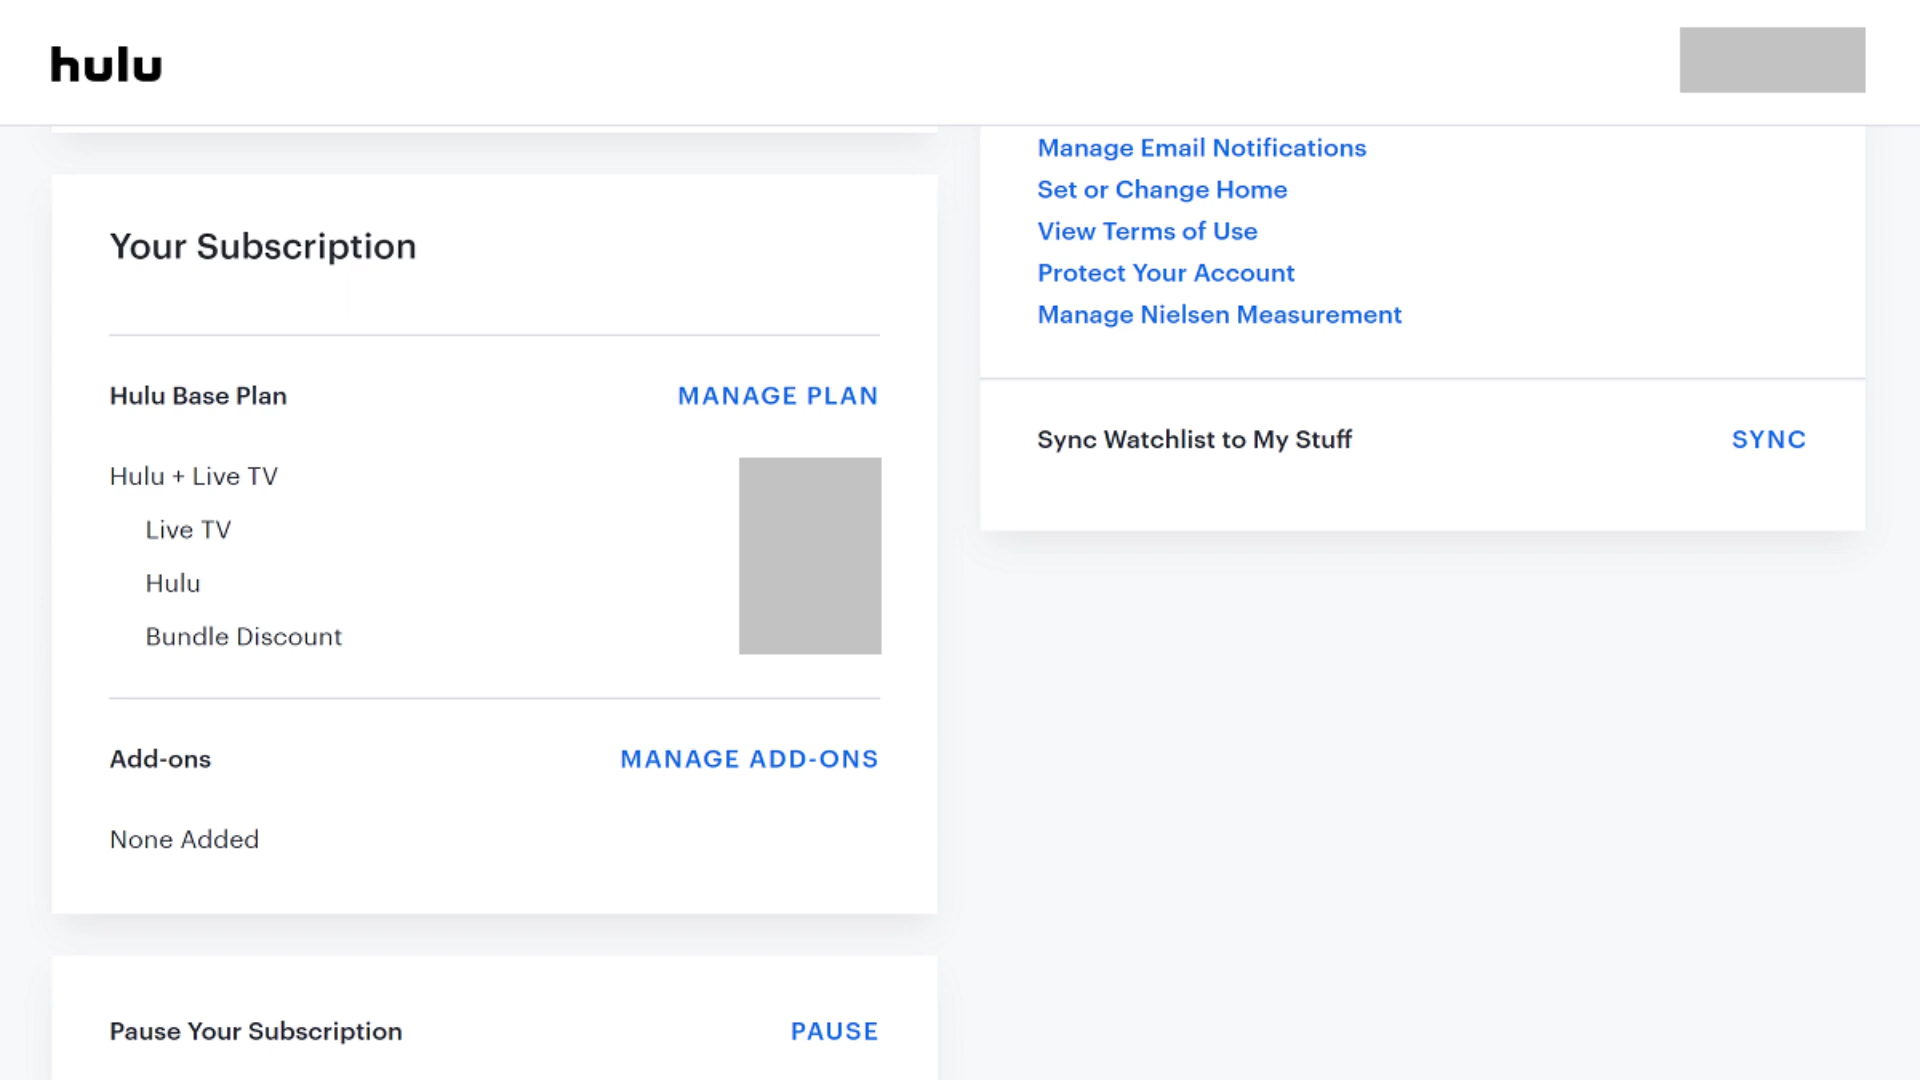 hulu
Your Subscription
Hulu Base Plan MANAGE PLAN
Hulu + Live TV
Live TV
Hulu
Bundle Discount
Add-ons MANAGE ADD-ONS
None Added
Pause Your Subscription PAUSE
Manage Email Notifications
Set or Change Home
View Terms of Use
Protect Your Account
Manage Nielsen Measurement
Sync Watchlist to My Stuff SYNC